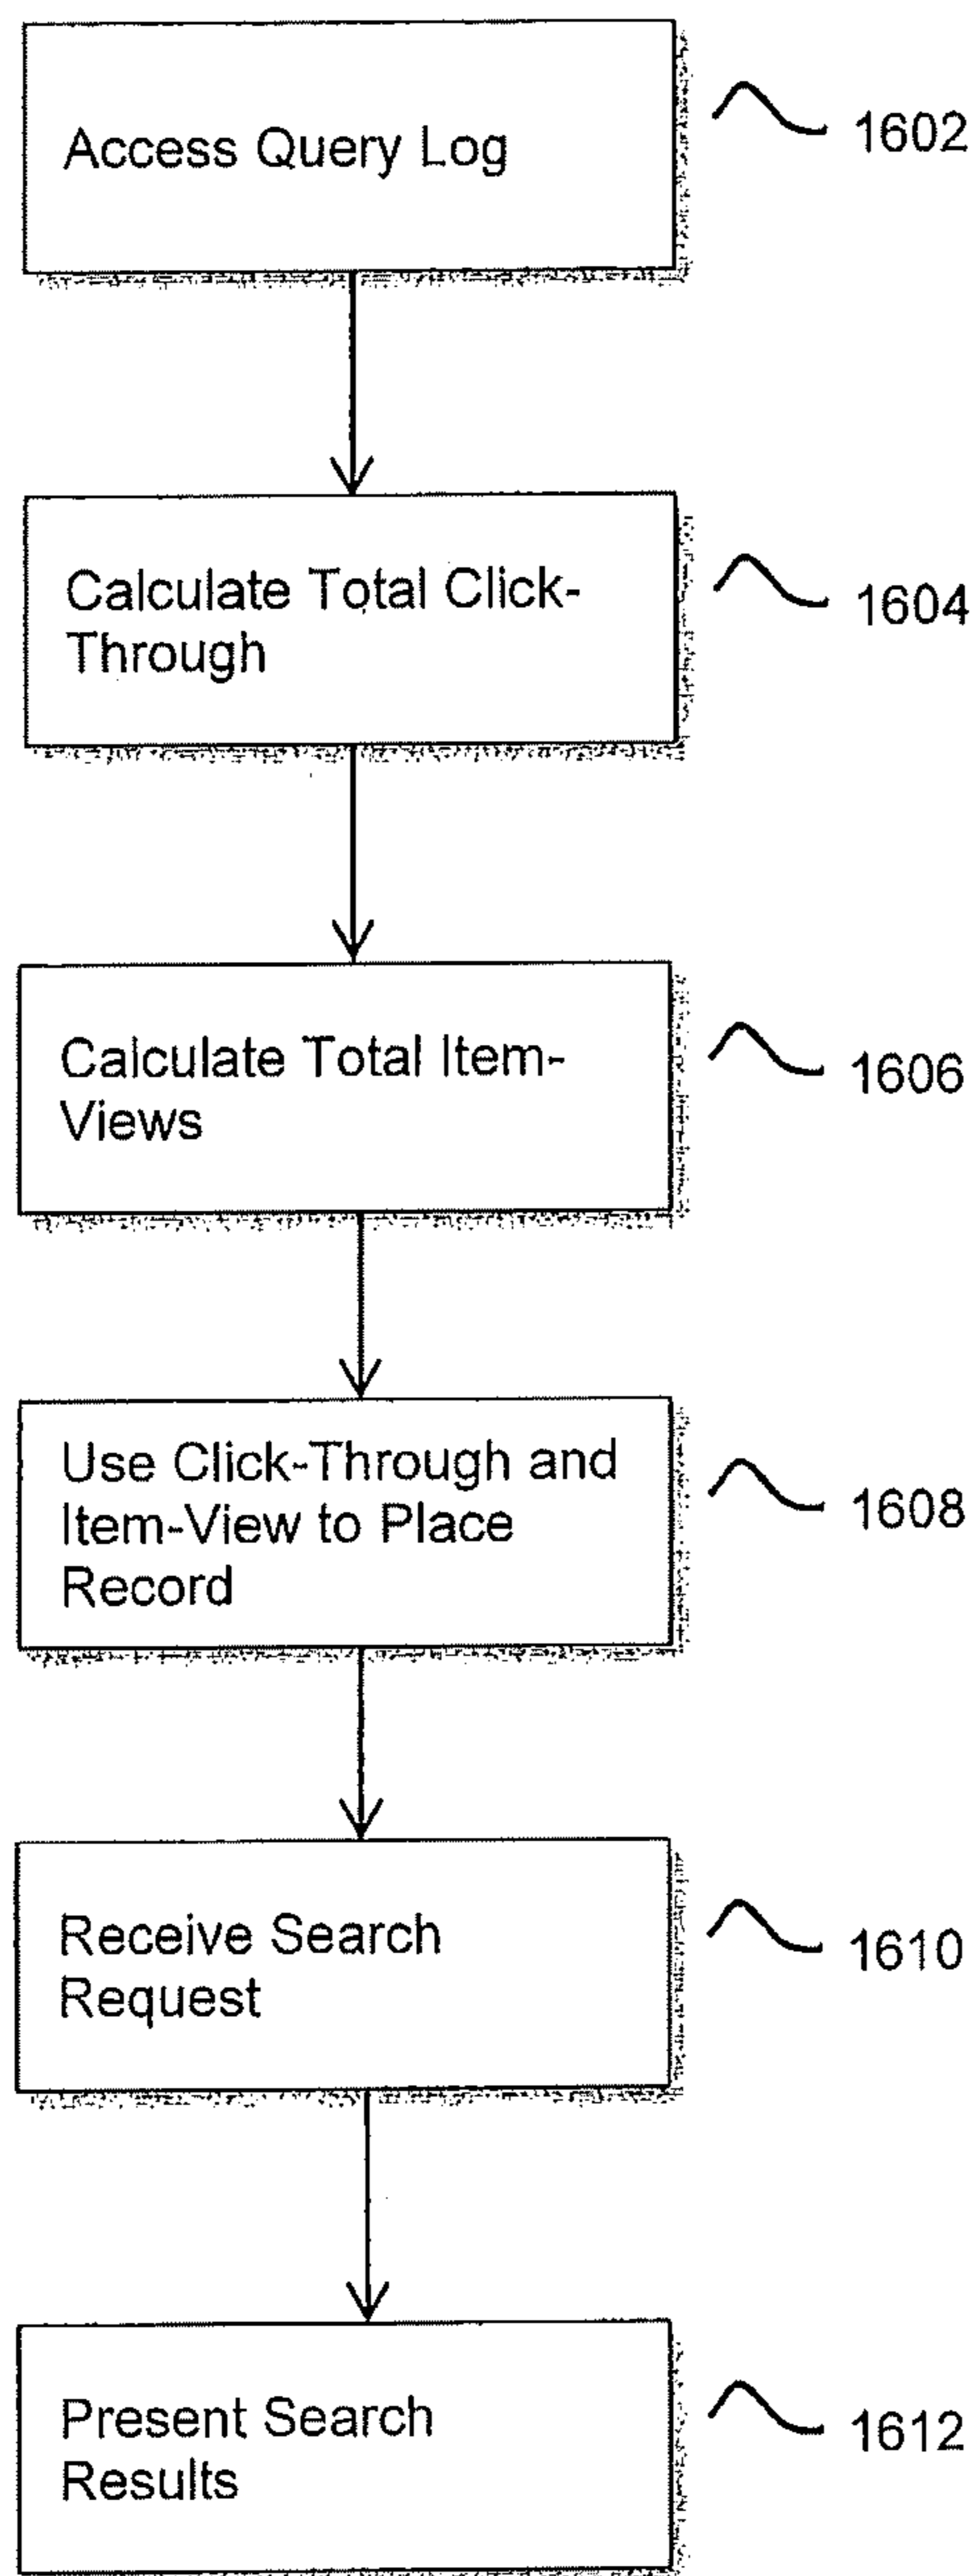 Access Query Log
1602
Calculate Total Click-
Through
1604
Calculate Total Item-
Views
1606
Use Click-Through and
Item-View to Place
Record
1608
Receive Search
Request
1610
Present Search
Results
1612